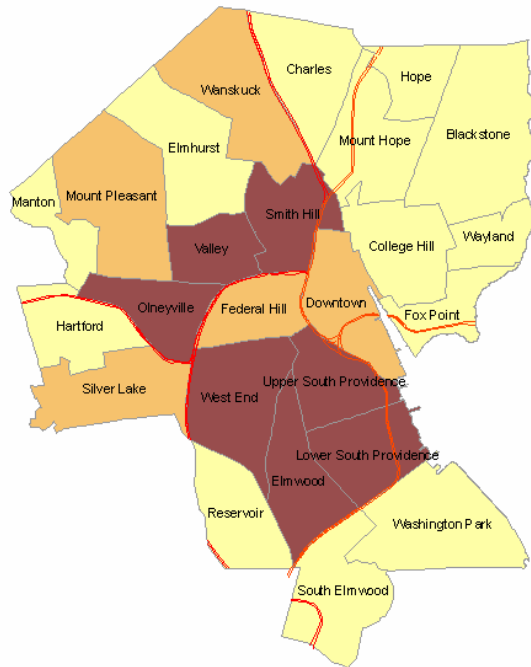 Charles
Hope
Wanskuck
Blackstone
Mount Hope
Elmhurst
Mount Pleasant
Manton
Smith Hill
Wayland
College Hill
Valley
Olneyville
Federal Hill
Downtown
Fox Point
Hartford
Silver Lake
West End
Upper South Providence
Lower South Providence
Elmwood
Reservoir
Washington Park
South Elmwood